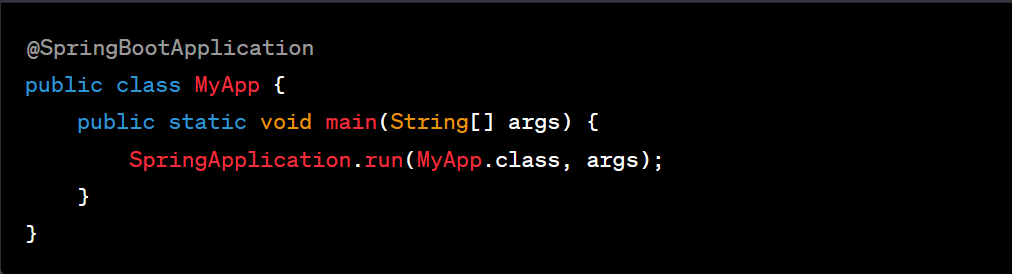 @SpringBootApplication
public class MyApp {
    public static void main(String[] args) {
        SpringApplication.run(MyApp.class, args);
    }
}